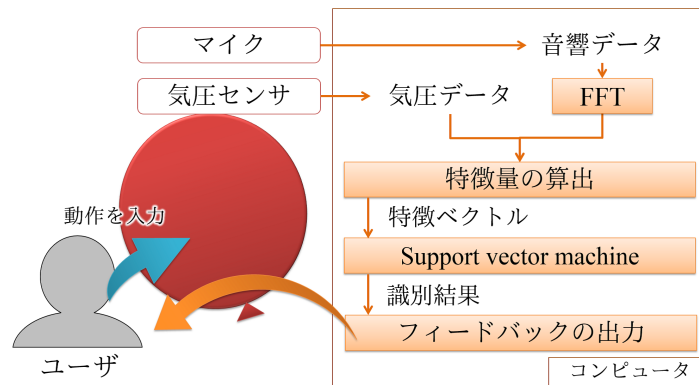 マイク
音響データ
気圧センサ
気圧データ
FFT
特徴量の算出
動作を入力
特徴ベクトル
Support vector machine
識別結果
フィードバックの出力
ユーザ
コンピュータ